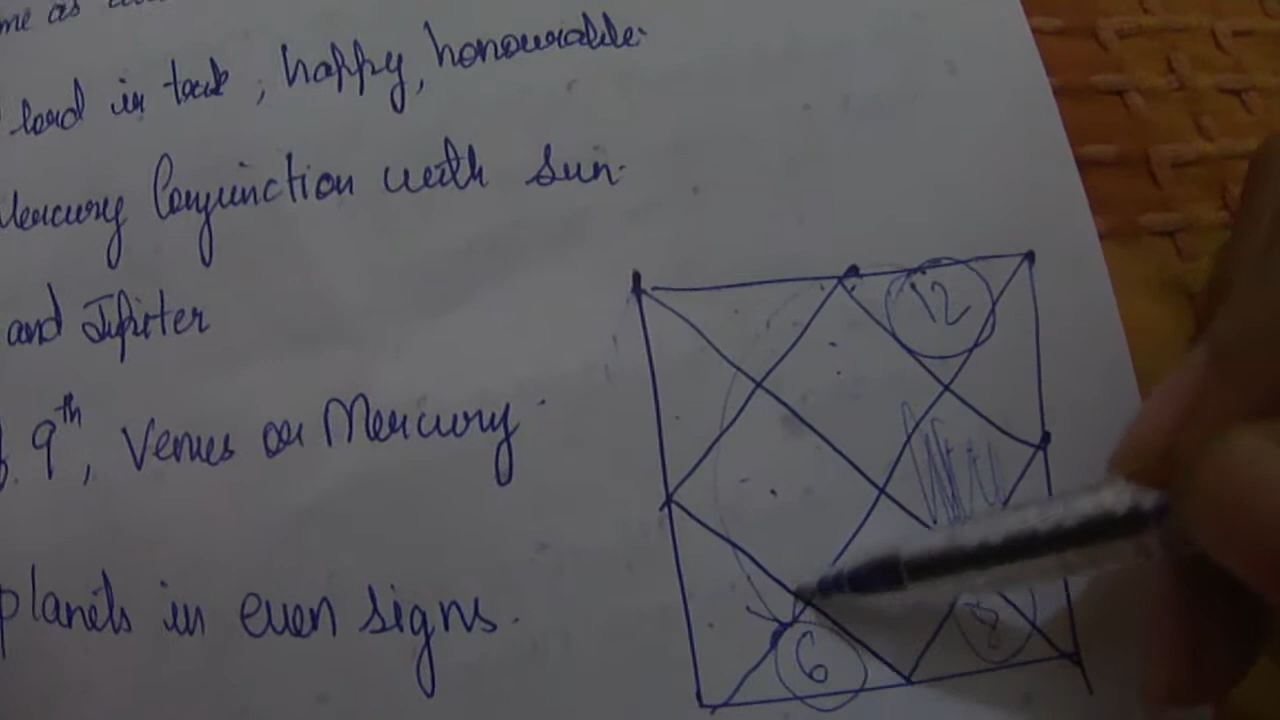 me as
lord in task, happy, honourable.
Mercury Conjunction with sun.
and Jupiter
9th, Venus or Mercury.
planets in even signs.
12
6
8